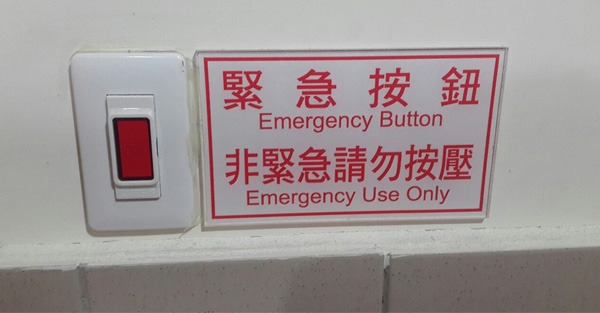 緊急按鈕
Emergency Button
非緊急請勿按壓
Emergency Use Only